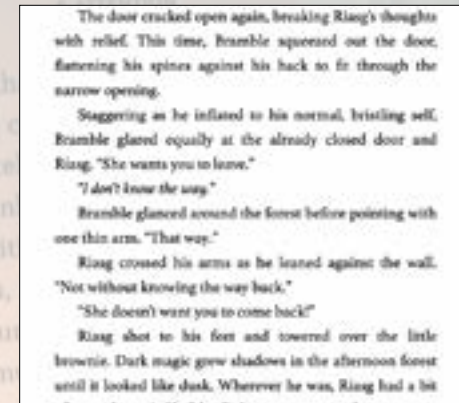 The door cracked open again, breaking Riasg's thoughts
with relief. This time, Bramble squeezed out the door,
flattening his spines against his back to fit through the
narrow opening.
Staggering as he inflated to his normal, bristling self,
Bramble glared equally at the already closed door and
Riasg. "She wants you to leave."
"I don't know the way."
Bramble glanced around the forest before pointing with
one thin arm. "That way."
Riasg crossed his arms as he leaned against the wall.
"Not without knowing the way back."
"She doesn't want you to come back!"
Riasg shot to his feet and towered over the little
brownie. Dark magic grew shadows in the afternoon forest
until it looked like dusk. Wherever he was, Riasg had a bit